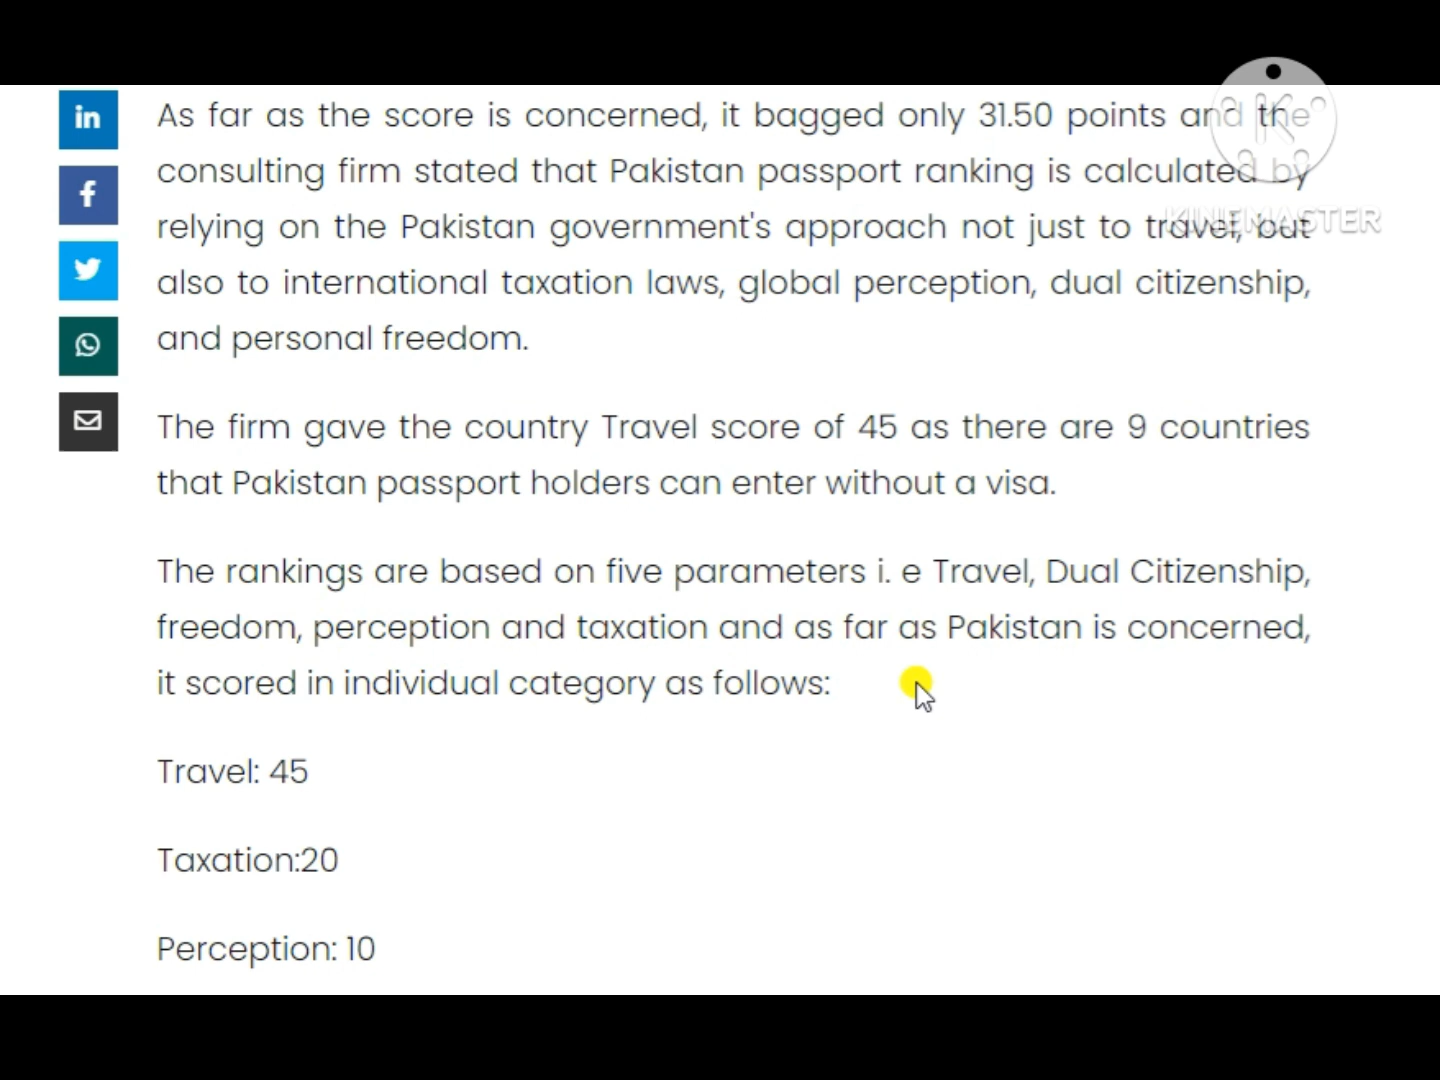 As far as the score is concerned, it bagged only 31.50 points and the
consulting firm stated that Pakistan passport ranking is calculated by
relying on the Pakistan government's approach not just to travel, but
also to international taxation laws, global perception, dual citizenship,
and personal freedom.
The firm gave the country Travel score of 45 as there are 9 countries
that Pakistan passport holders can enter without a visa.
The rankings are based on five parameters i. e Travel, Dual Citizenship,
freedom, perception and taxation and as far as Pakistan is concerned,
it scored in individual category as follows:
Travel: 45
Taxation:20
Perception: 10
in
f
K
KINEMASTER